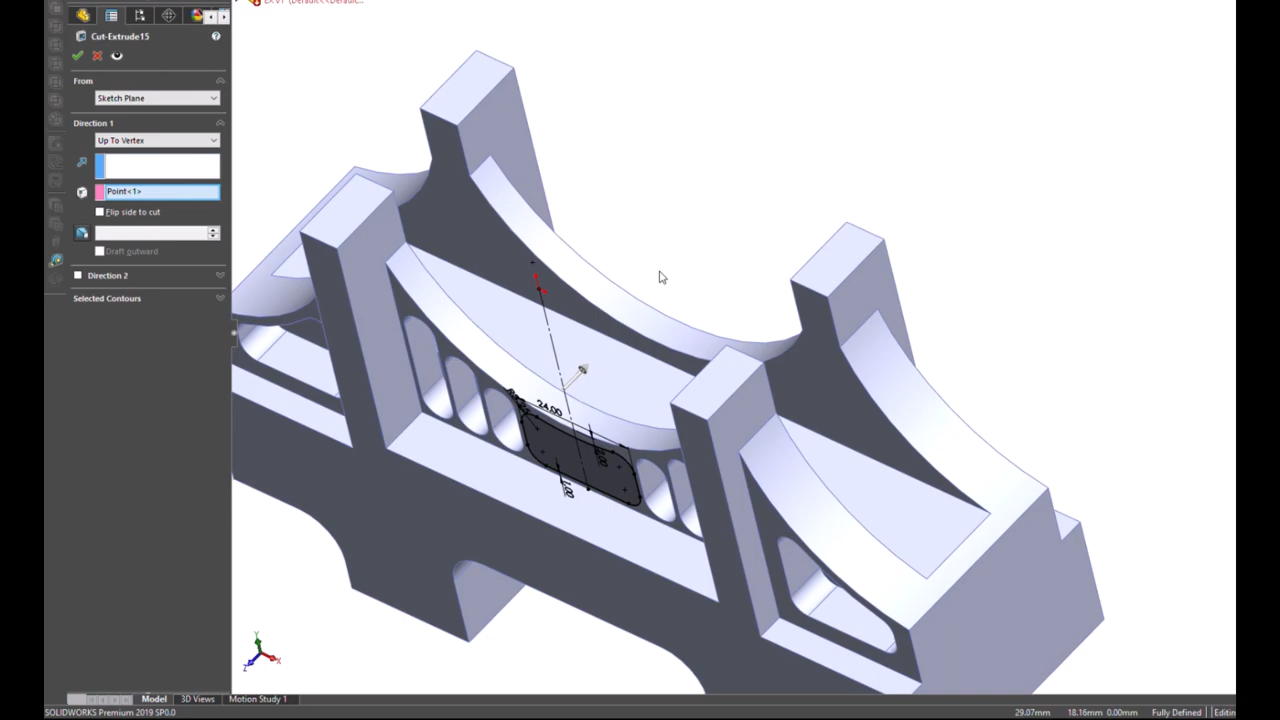 Cut-Extrude15
From
Sketch Plane
Direction 1
Up To Vertex
Point<1>
Flip side to cut
Draft outward
Direction 2
Selected Contours
24.00
Y
X
Z
Model
3D Views
Motion Study 1
SOLIDWORKS Premium 2019 SP0.0
29.07mm
18.16mm
0.00mm
Fully Defined
Editin